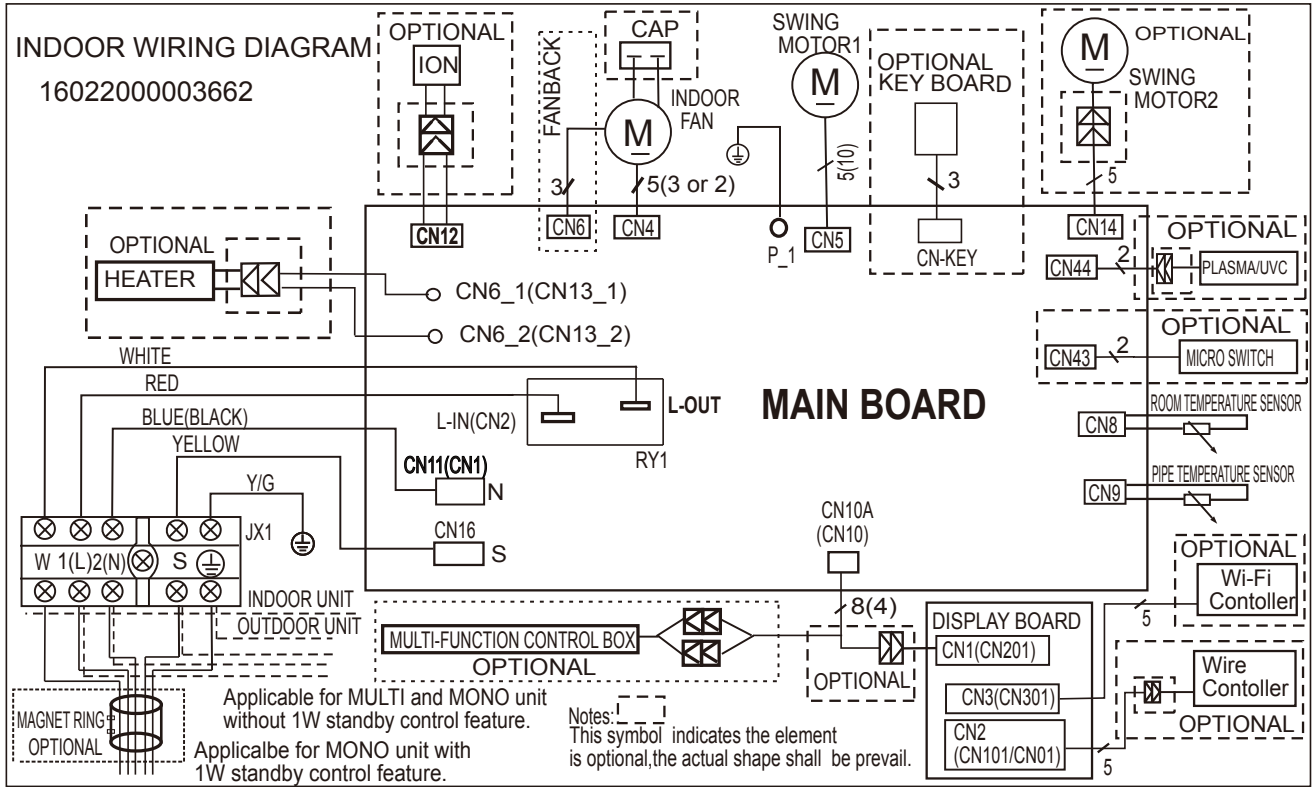 INDOOR WIRING DIAGRAM
16022000003662
OPTIONAL
ION
CN12
FANBACK
3
CN6
CAP
M
INDOOR
FAN
5(3 or 2)
CN4
P_1
SWING
MOTOR1
M
5(10)
CN5
OPTIONAL
KEY BOARD
3
CN-KEY
M
OPTIONAL
SWING
MOTOR2
5
CN14
OPTIONAL
CN44
2
PLASMA/UVC
OPTIONAL
CN43
2
MICRO SWITCH
ROOM TEMPERATURE SENSOR
CN8
PIPE TEMPERATURE SENSOR
CN9
OPTIONAL
HEATER
CN6_1(CN13_1)
CN6_2(CN13_2)
WHITE
RED
BLUE(BLACK)
YELLOW
Y/G
L-IN(CN2)
L-OUT
RY1
MAIN BOARD
CN11(CN1)
N
CN16
S
JX1
W 1(L)2(N) S
INDOOR UNIT
OUTDOOR UNIT
MAGNET RING
OPTIONAL
Applicable for MULTI and MONO unit
without 1W standby control feature.
Applicalbe for MONO unit with
1W standby control feature.
CN10A
(CN10)
8(4)
MULTI-FUNCTION CONTROL BOX
OPTIONAL
OPTIONAL
Notes:
This symbol indicates the element
is optional,the actual shape shall be prevail.
DISPLAY BOARD
CN1(CN201)
CN3(CN301)
CN2
(CN101/CN01)
5
OPTIONAL
Wi-Fi
Contoller
5
Wire
Contoller
OPTIONAL